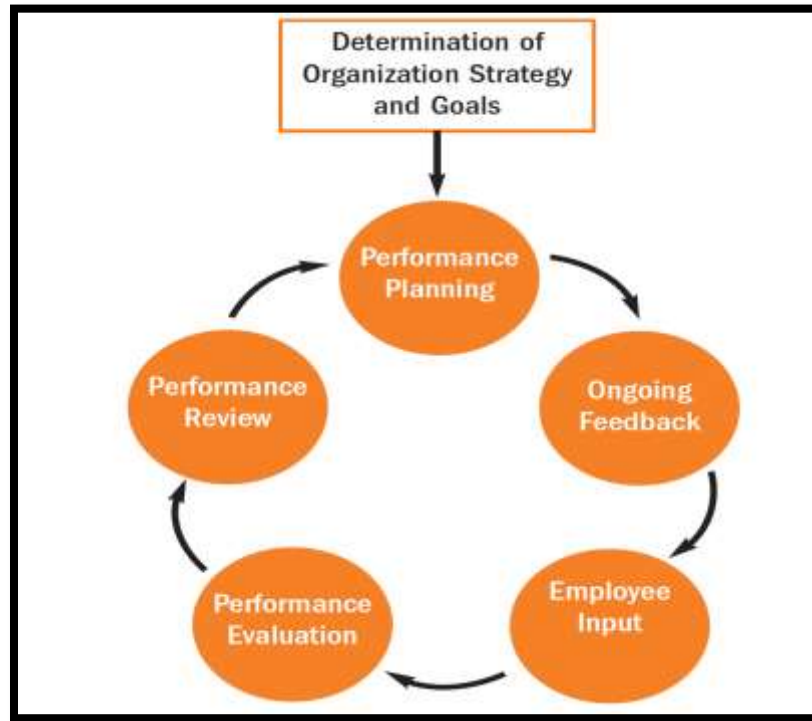 Determination of
Organization Strategy
and Goals
Performance
Planning
Ongoing
Feedback
Employee
Input
Performance
Evaluation
Performance
Review